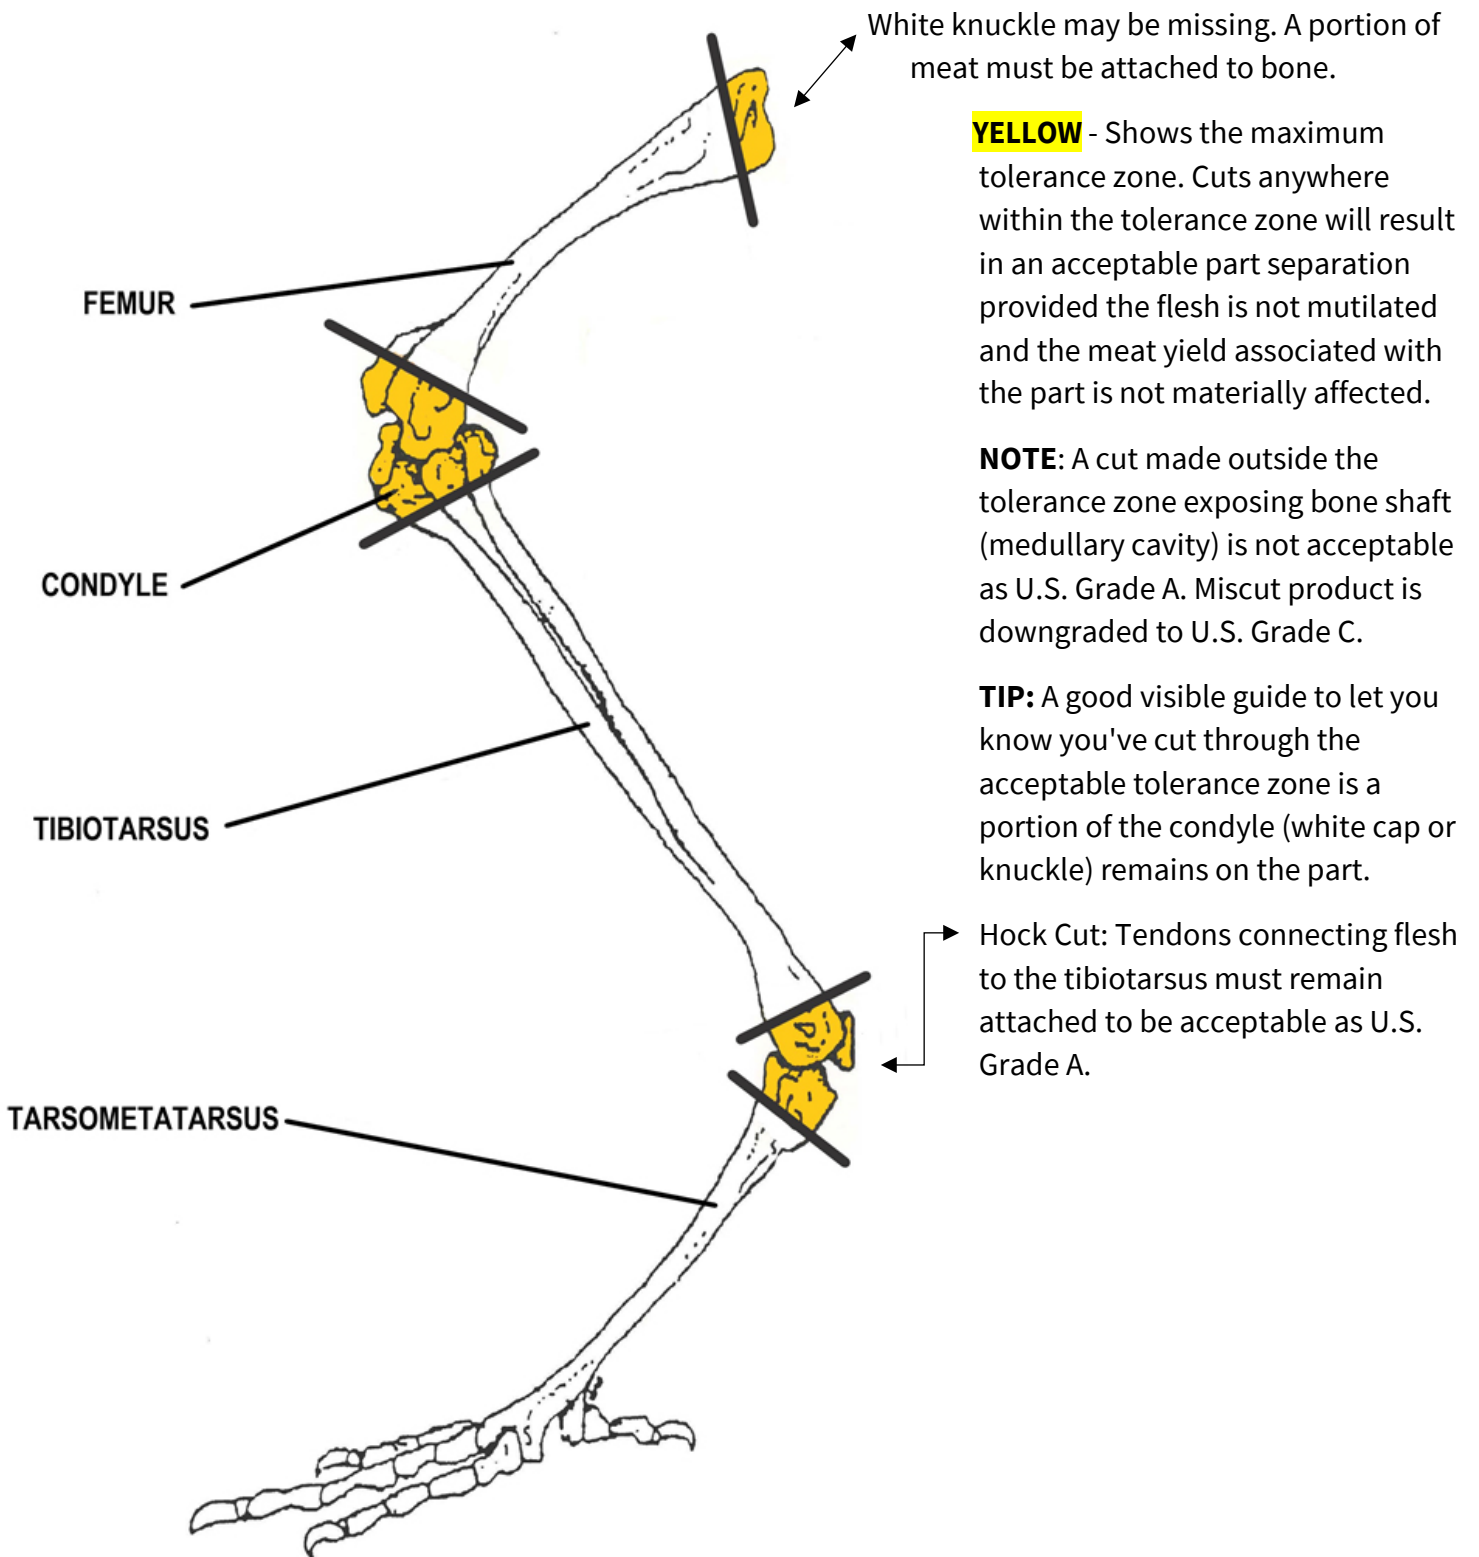 White knuckle may be missing. A portion of
meat must be attached to bone.
YELLOW - Shows the maximum
tolerance zone. Cuts anywhere
within the tolerance zone will result
in an acceptable part separation
provided the flesh is not mutilated
and the meat yield associated with
the part is not materially affected.
FEMUR
NOTE: A cut made outside the
tolerance zone exposing bone shaft
(medullary cavity) is not acceptable
as U.S. Grade A. Miscut product is
downgraded to U.S. Grade C.
CONDYLE
TIP: A good visible guide to let you
know you've cut through the
acceptable tolerance zone is a
portion of the condyle (white cap or
knuckle) remains on the part.
TIBIOTARSUS
Hock Cut: Tendons connecting flesh
to the tibiotarsus must remain
attached to be acceptable as U.S.
Grade A.
TARSOMETATARSUS